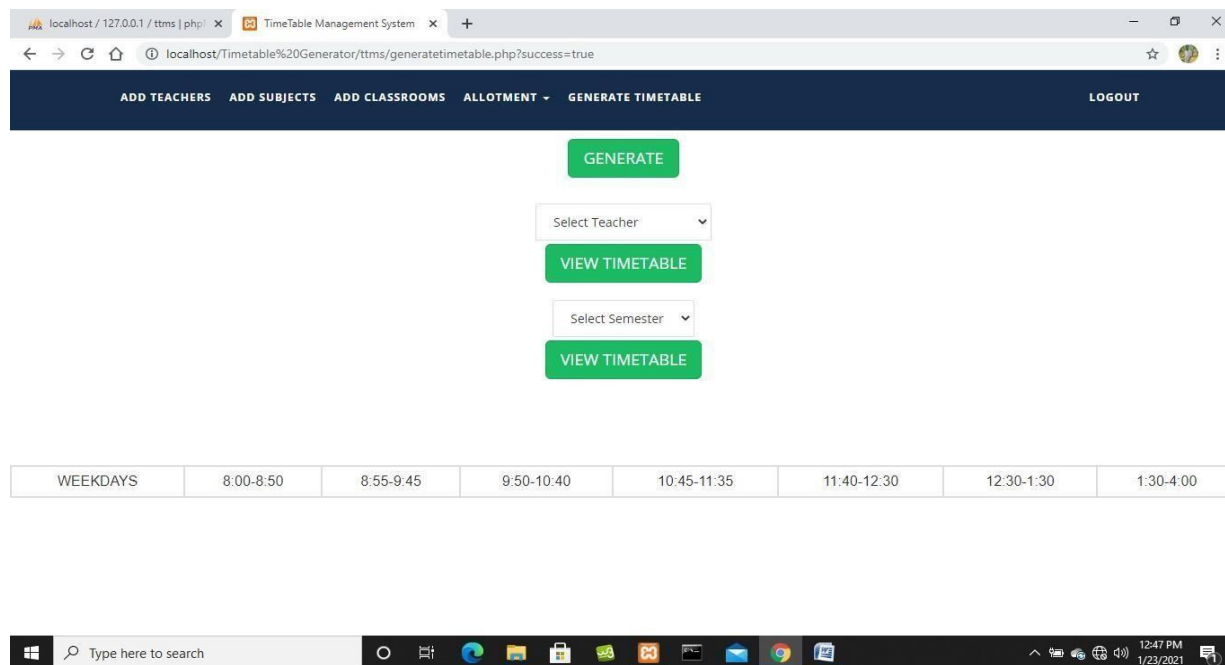 localhost / 127.0.0.1 / ttms | php
TimeTable Management System
localhost/Timetable%20Generator/ttms/generatetimetable.php?success=true
ADD TEACHERS ADD SUBJECTS ADD CLASSROOMS ALLOTMENT GENERATE TIMETABLE LOGOUT
GENERATE
Select Teacher
VIEW TIMETABLE
Select Semester
VIEW TIMETABLE
WEEKDAYS 8:00-8:50 8:55-9:45 9:50-10:40 10:45-11:35 11:40-12:30 12:30-1:30 1:30-4:00
Type here to search
12:47 PM
1/23/2021